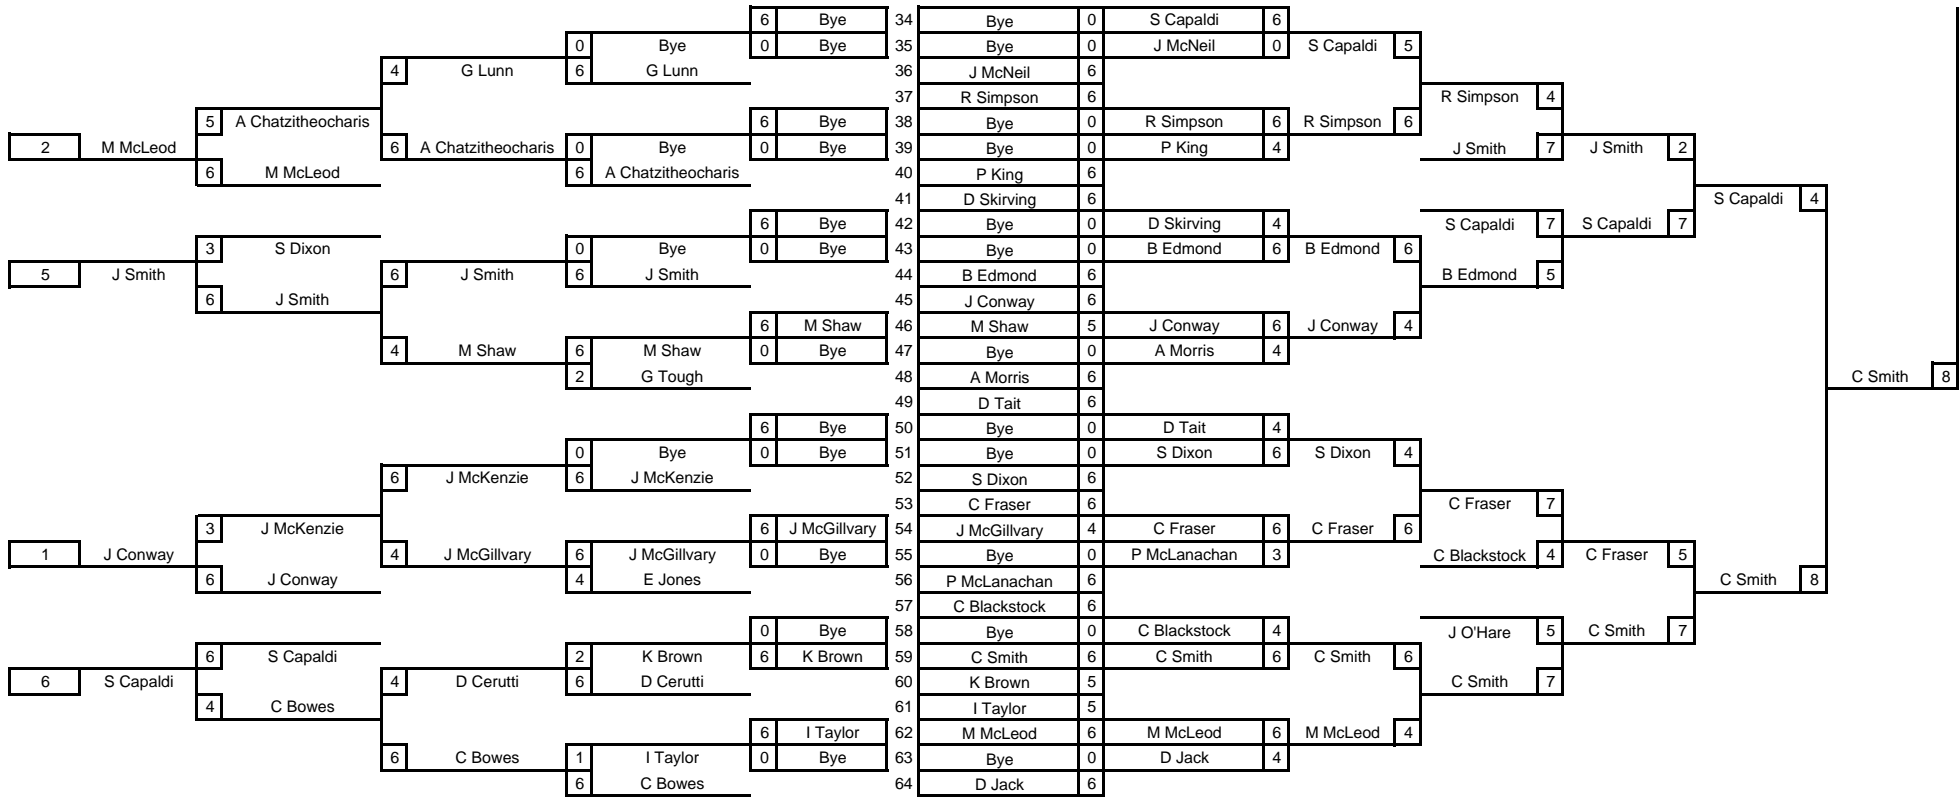 6 Bye 34 Bye 0 S Capaldi 6
0 Bye 0 Bye 35 Bye 0 J McNeil 0 S Capaldi 5
4 G Lunn 6 G Lunn 36 J McNeil 6
37 R Simpson 6 R Simpson 4
5 A Chatzitheocharis 6 Bye 38 Bye 0 R Simpson 6 R Simpson 6
2 M McLeod 6 A Chatzitheocharis 0 Bye 0 Bye 39 Bye 0 P King 4 J Smith 7 J Smith 2
6 M McLeod 6 A Chatzitheocharis 40 P King 6
41 D Skirving 6 S Capaldi 4
6 Bye 42 Bye 0 D Skirving 4 S Capaldi 7 S Capaldi 7
3 S Dixon 0 Bye 0 Bye 43 Bye 0 B Edmond 6 B Edmond 6
5 J Smith 6 J Smith 6 J Smith 44 B Edmond 6 B Edmond 5
6 J Smith 45 J Conway 6
6 M Shaw 46 M Shaw 5 J Conway 6 J Conway 4
4 M Shaw 6 M Shaw 0 Bye 47 Bye 0 A Morris 4
2 G Tough 48 A Morris 6 C Smith 8
49 D Tait 6
6 Bye 50 Bye 0 D Tait 4
0 Bye 0 Bye 51 Bye 0 S Dixon 6 S Dixon 4
6 J McKenzie 6 J McKenzie 52 S Dixon 6
53 C Fraser 6 C Fraser 7
3 J McKenzie 6 J McGillvary 54 J McGillvary 4 C Fraser 6 C Fraser 6
1 J Conway 4 J McGillvary 6 J McGillvary 0 Bye 55 Bye 0 P McLanachan 3 C Blackstock 4 C Fraser 5
6 J Conway 4 E Jones 56 P McLanachan 6 C Smith 8
57 C Blackstock 6
0 Bye 58 Bye 0 C Blackstock 4 J O'Hare 5 C Smith 7
6 S Capaldi 2 K Brown 6 K Brown 59 C Smith 6 C Smith 6 C Smith 6
6 S Capaldi 4 D Cerutti 6 D Cerutti 60 K Brown 5 C Smith 7
4 C Bowes 61 I Taylor 5
6 I Taylor 62 M McLeod 6 M McLeod 6 M McLeod 4
6 C Bowes 1 I Taylor 0 Bye 63 Bye 0 D Jack 4
6 C Bowes 64 D Jack 6